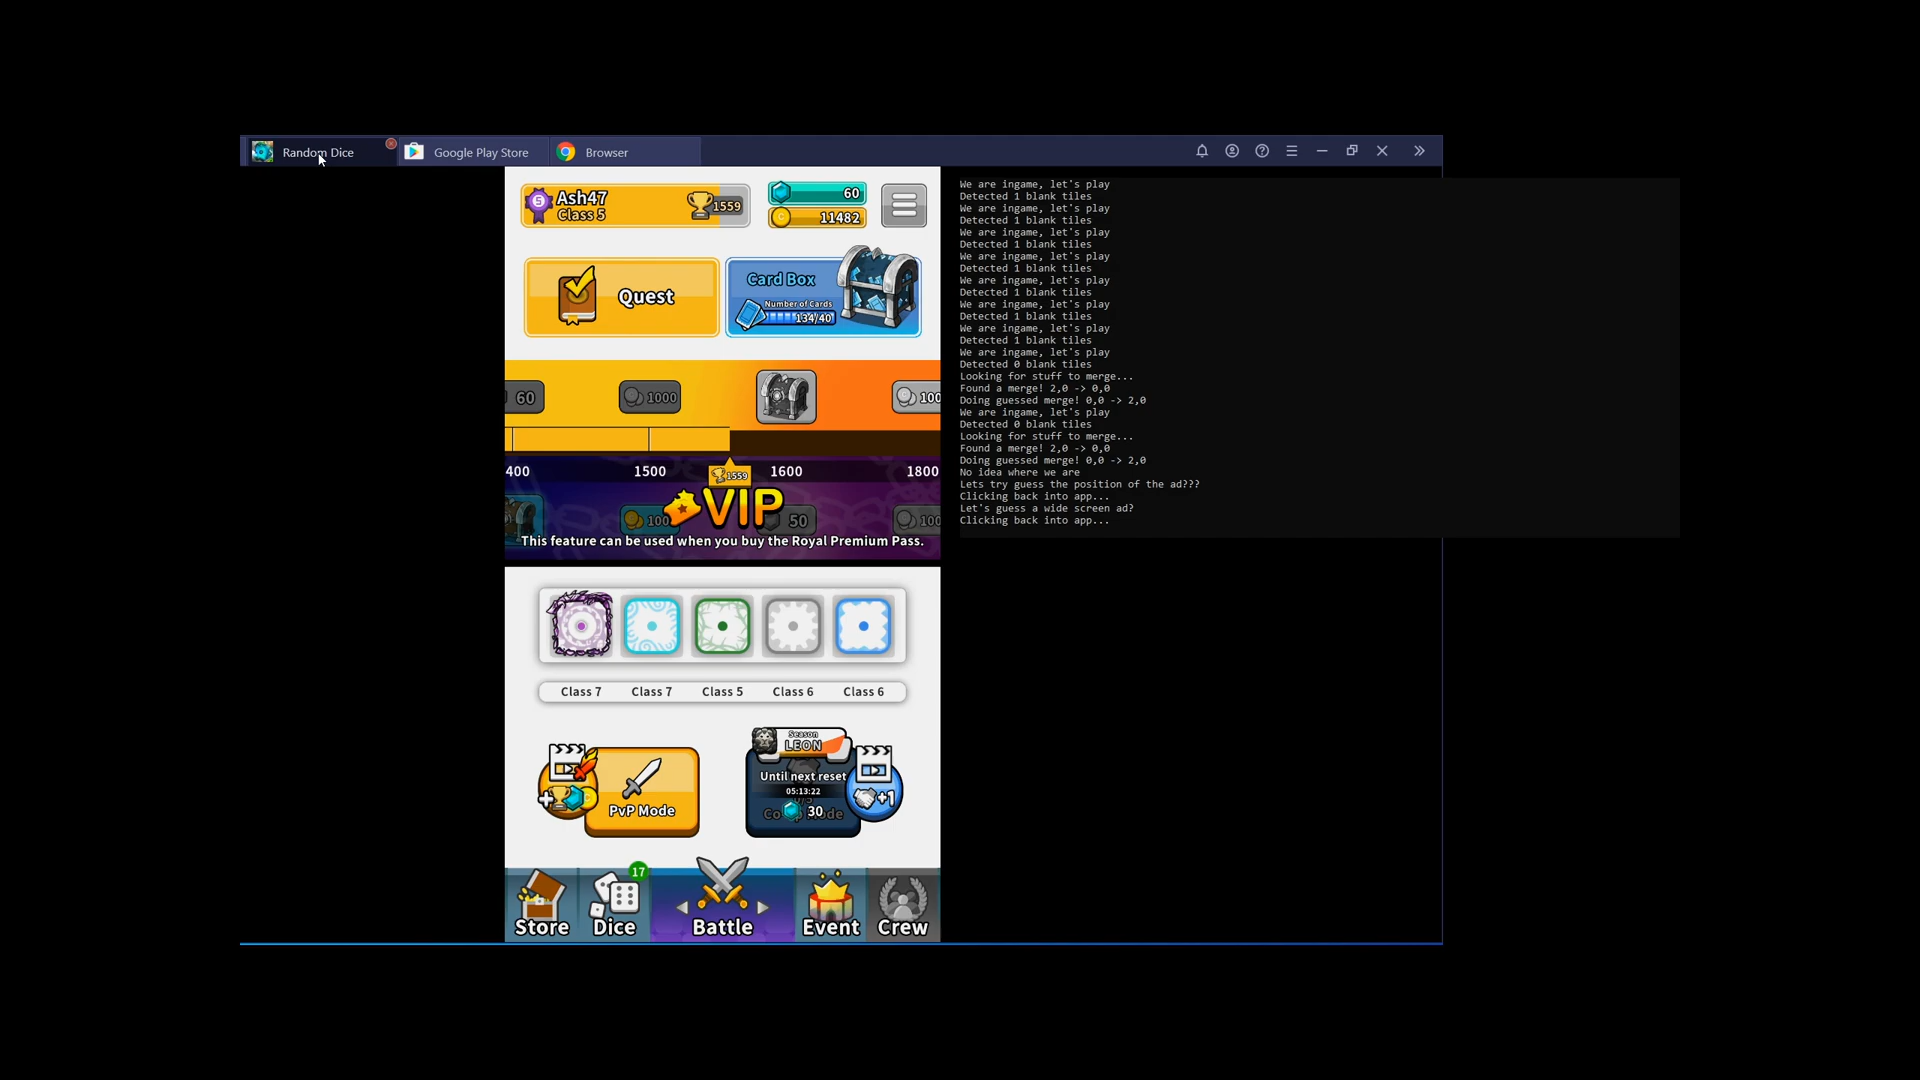 Random Dice
Google Play Store
Browser
5
Ash47
Class 5
1559
60
11482
Quest
Card Box
Number of Cards
134/40
60
1000
100
400
1500
1559
1600
1800
VIP
100
50
100
This feature can be used when you buy the Royal Premium Pass.
Class 7
Class 7
Class 5
Class 6
Class 6
PvP Mode
Season
LEON
Until next reset
05:13:22
30
+1
17
Store
Dice
Battle
Event
Crew
We are ingame, let's play
Detected 1 blank tiles
We are ingame, let's play
Detected 1 blank tiles
We are ingame, let's play
Detected 1 blank tiles
We are ingame, let's play
Detected 1 blank tiles
We are ingame, let's play
Detected 1 blank tiles
We are ingame, let's play
Detected 1 blank tiles
We are ingame, let's play
Detected 1 blank tiles
We are ingame, let's play
Detected 0 blank tiles
Looking for stuff to merge...
Found a merge! 2,0 -> 0,0
Doing guessed merge! 0,0 -> 2,0
We are ingame, let's play
Detected 0 blank tiles
Looking for stuff to merge...
Found a merge! 2,0 -> 0,0
Doing guessed merge! 0,0 -> 2,0
No idea where we are
Lets try guess the position of the ad???
Clicking back into app...
Let's guess a wide screen ad?
Clicking back into app...